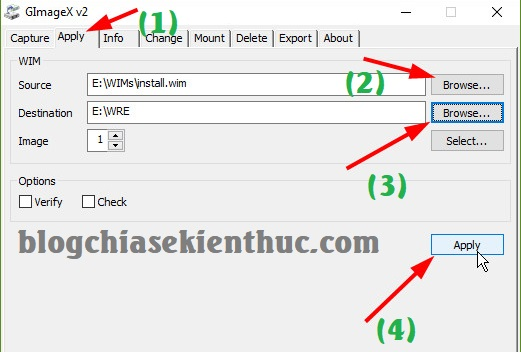 GImageX v2
(1)
Capture Apply Info Change Mount Delete Export About
WIM
(2)
Source E:\WIMs\install.wim Browse...
Destination E:\WRE Browse...
Image 1 Select...
(3)
Options
Verify Check
blogchiasekienthuc.com Apply
(4)